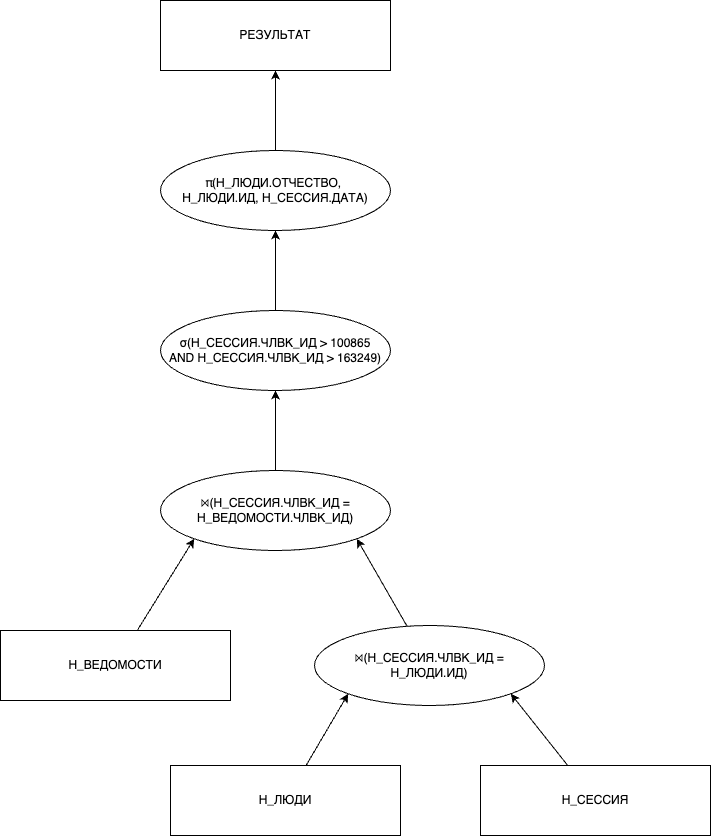 РЕЗУЛЬТАТ
π(Н_ЛЮДИ.ОТЧЕСТВО,
Н_ЛЮДИ.ИД, Н_СЕССИЯ.ДАТА)
σ(Н_СЕССИЯ.ЧЛВК_ИД > 100865
AND Н_СЕССИЯ.ЧЛВК_ИД > 163249)
⋈(Н_СЕССИЯ.ЧЛВК_ИД =
Н_ВЕДОМОСТИ.ЧЛВК_ИД)
Н_ВЕДОМОСТИ
⋈(Н_СЕССИЯ.ЧЛВК_ИД =
Н_ЛЮДИ.ИД)
Н_ЛЮДИ
Н_СЕССИЯ